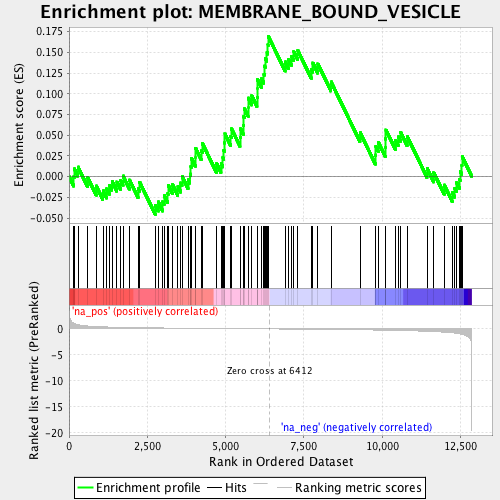 Enrichment plot: MEMBRANE_BOUND_VESICLE
Enrichment score (ES)
0.175
0.150
0.125
0.100
0.075
0.050
0.025
0.000
-0.025
-0.050
'na_pos' (positively correlated)
Ranked list metric (PreRanked)
0
-5
-10
-15
-20
Zero cross at 6412
'na_neg' (negatively correlated)
0
2,500
5,000
7,500
10,000
12,500
Rank in Ordered Dataset
Enrichment profile
Hits
Ranking metric scores